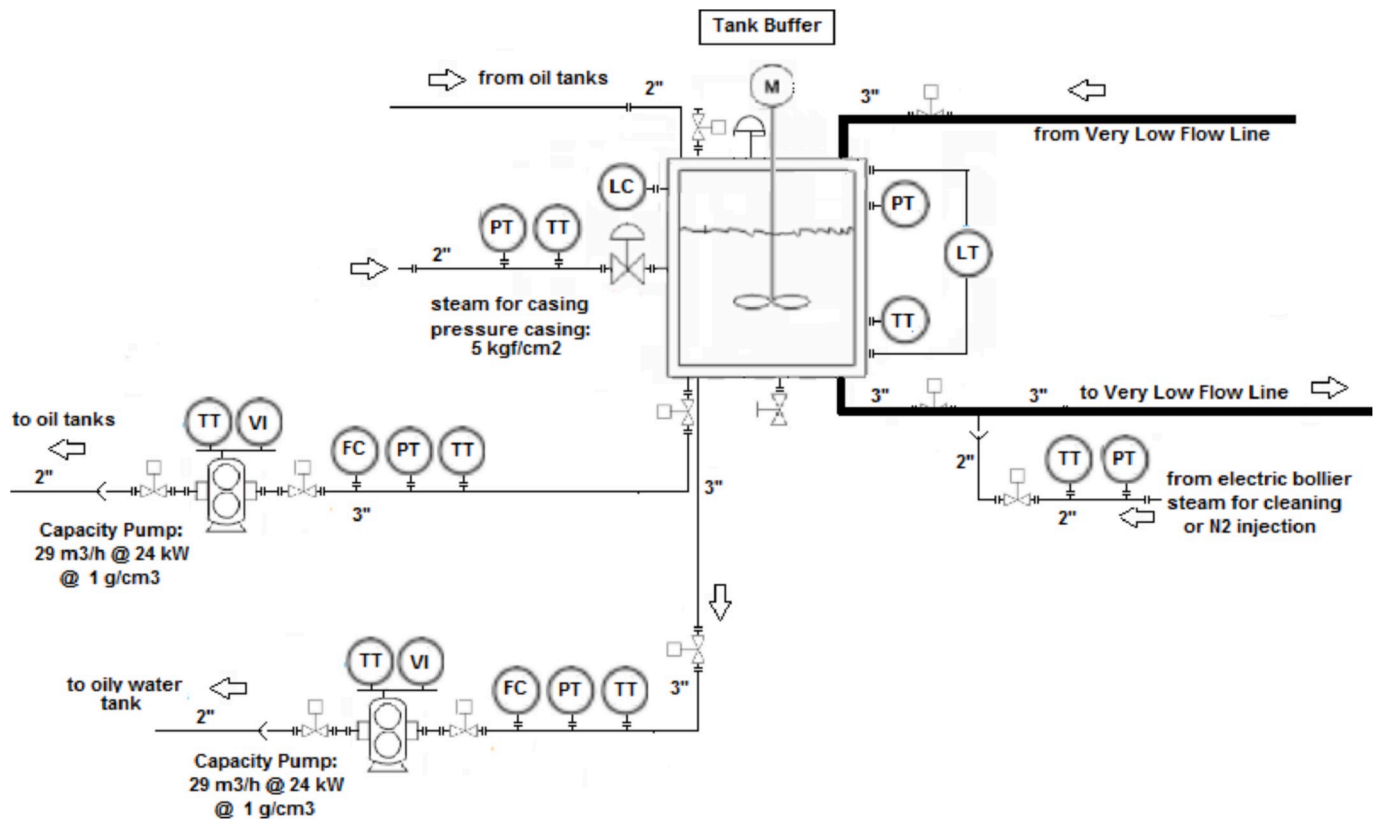 Tank Buffer
from oil tanks
2"
M
3"
from Very Low Flow Line
LC
PT
PT
TT
2"
LT
steam for casing
pressure casing:
5 kgf/cm2
TT
to Very Low Flow Line
3"
3"
to oil tanks
TT
VI
FC
PT
TT
2"
3"
3"
2"
TT
PT
2"
from electric bollier
steam for cleaning
or N2 injection
Capacity Pump:
29 m3/h @ 24 kW
@ 1 g/cm3
TT
VI
FC
PT
TT
3"
to oily water
tank
2"
Capacity Pump:
29 m3/h @ 24 kW
@ 1 g/cm3